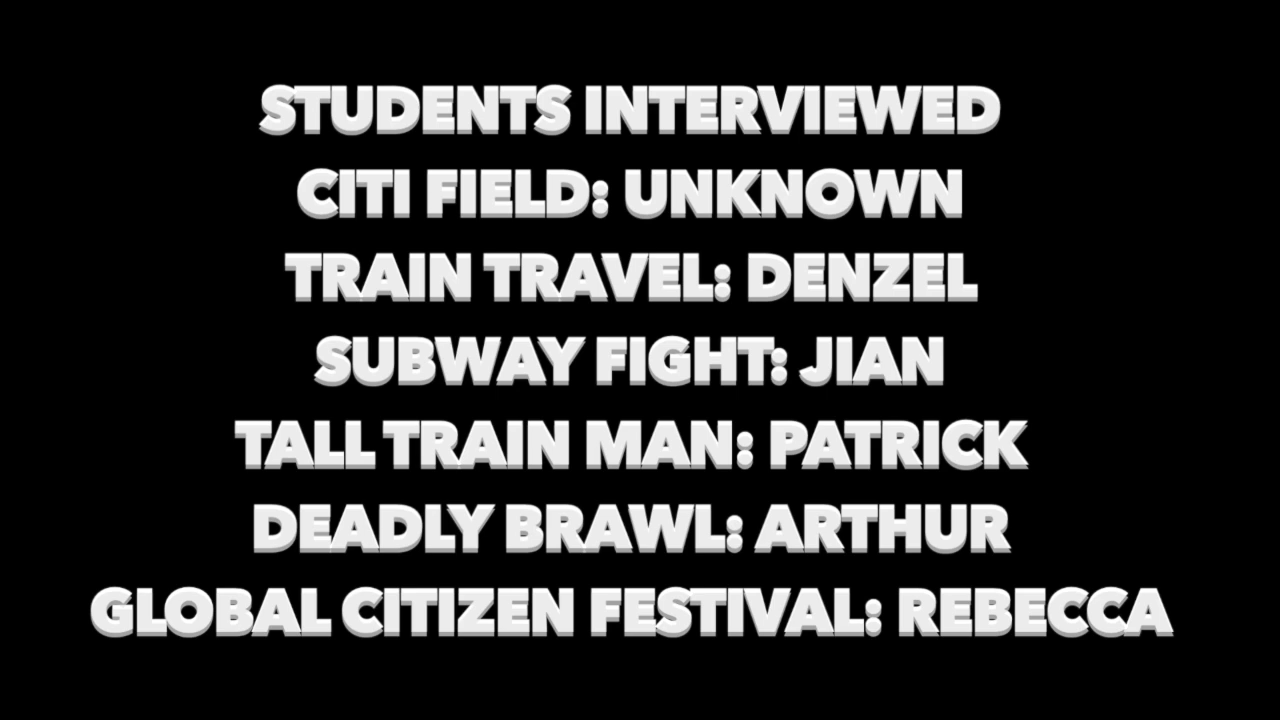 STUDENTS INTERVIEWED
CITI FIELD: UNKNOWN
TRAIN TRAVEL: DENZEL
SUBWAY FIGHT: JIAN
TALL TRAIN MAN: PATRICK
DEADLY BRAWL: ARTHUR
GLOBAL CITIZEN FESTIVAL: REBECCA